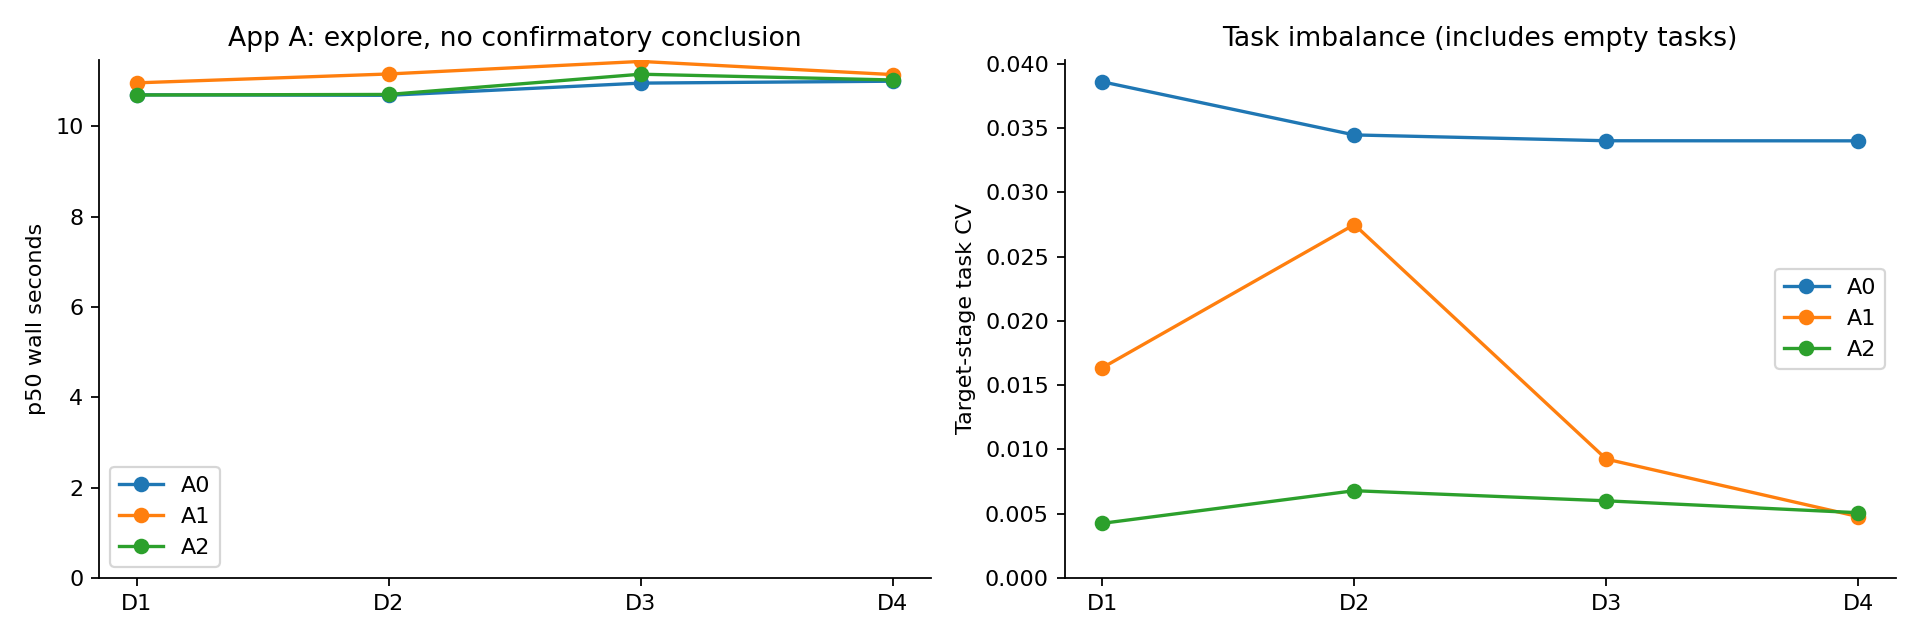 App A: explore, no confirmatory conclusion
p50 wall seconds
10
8
6
4
2
0
D1
D2
D3
D4
A0
A1
A2
Task imbalance (includes empty tasks)
Target-stage task CV
0.040
0.035
0.030
0.025
0.020
0.015
0.010
0.005
0.000
D1
D2
D3
D4
A0
A1
A2